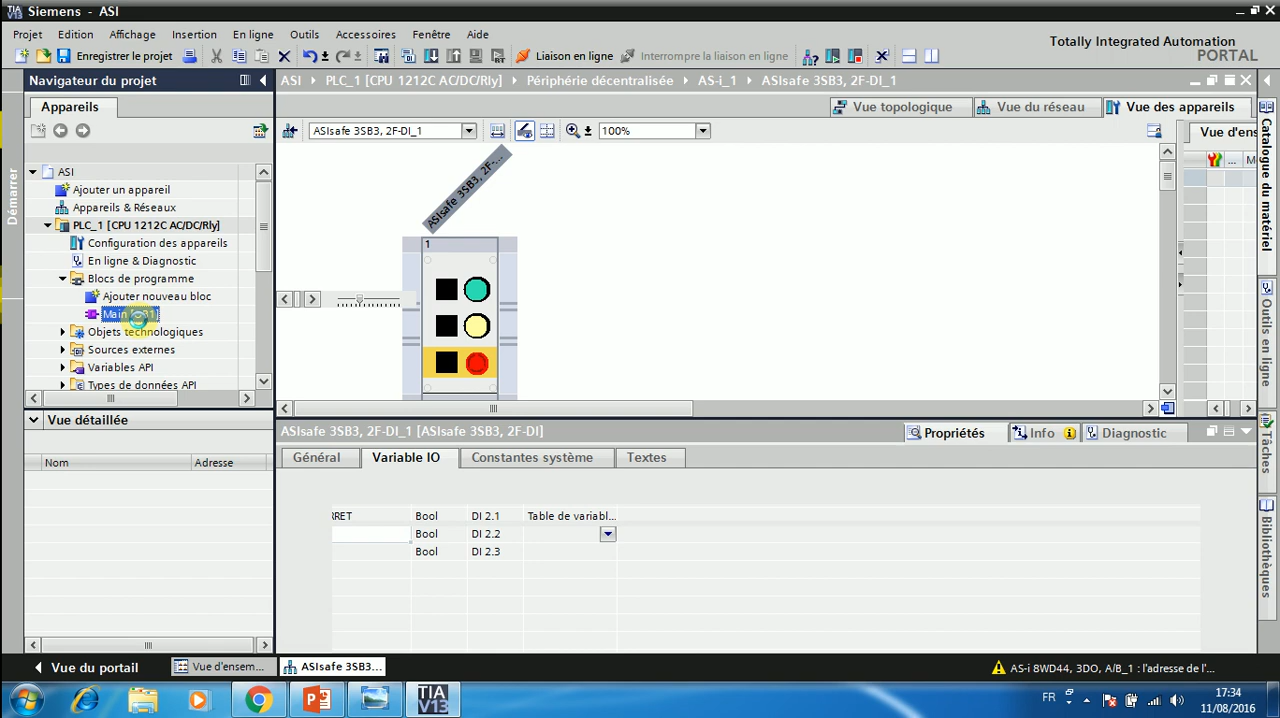 TIA
V13
Siemens - ASI
Projet Edition Affichage Insertion En ligne Outils Accessoires Fenêtre Aide
Totally Integrated Automation
PORTAL
Enregistrer le projet
Liaison en ligne
Interrompre la liaison en ligne
Navigateur du projet
ASI
PLC_1 [CPU 1212C AC/DC/Rly]
Périphérie décentralisée
AS-i_1
ASIsafe 3SB3, 2F-DI_1
Appareils
Vue topologique
Vue du réseau
Vue des appareils
ASIsafe 3SB3, 2F-DI_1
100%
Vue d'ens
...
M
Démarrer
ASI
Ajouter un appareil
Appareils & Réseaux
PLC_1 [CPU 1212C AC/DC/Rly]
Configuration des appareils
En ligne & Diagnostic
Blocs de programme
Ajouter nouveau bloc
Main
Objets technologiques
Sources externes
Variables API
Types de données API
ASIsafe 3SB3, 2F-...
1
Catalogue du matériel
Outils en ligne
Tâches
Bibliothèques
Vue détaillée
Nom
Adresse
ASIsafe 3SB3, 2F-DI_1 [ASIsafe 3SB3, 2F-DI]
Propriétés
Info
Diagnostic
Général
Variable IO
Constantes système
Textes
RRET Bool DI 2.1 Table de variabl...
Bool DI 2.2
Bool DI 2.3
Vue du portail
Vue d'ensem...
ASIsafe 3SB3...
AS-i 8WD44, 3DO, A/B_1 : l'adresse de l'...
TIA
V13
FR
17:34
11/08/2016